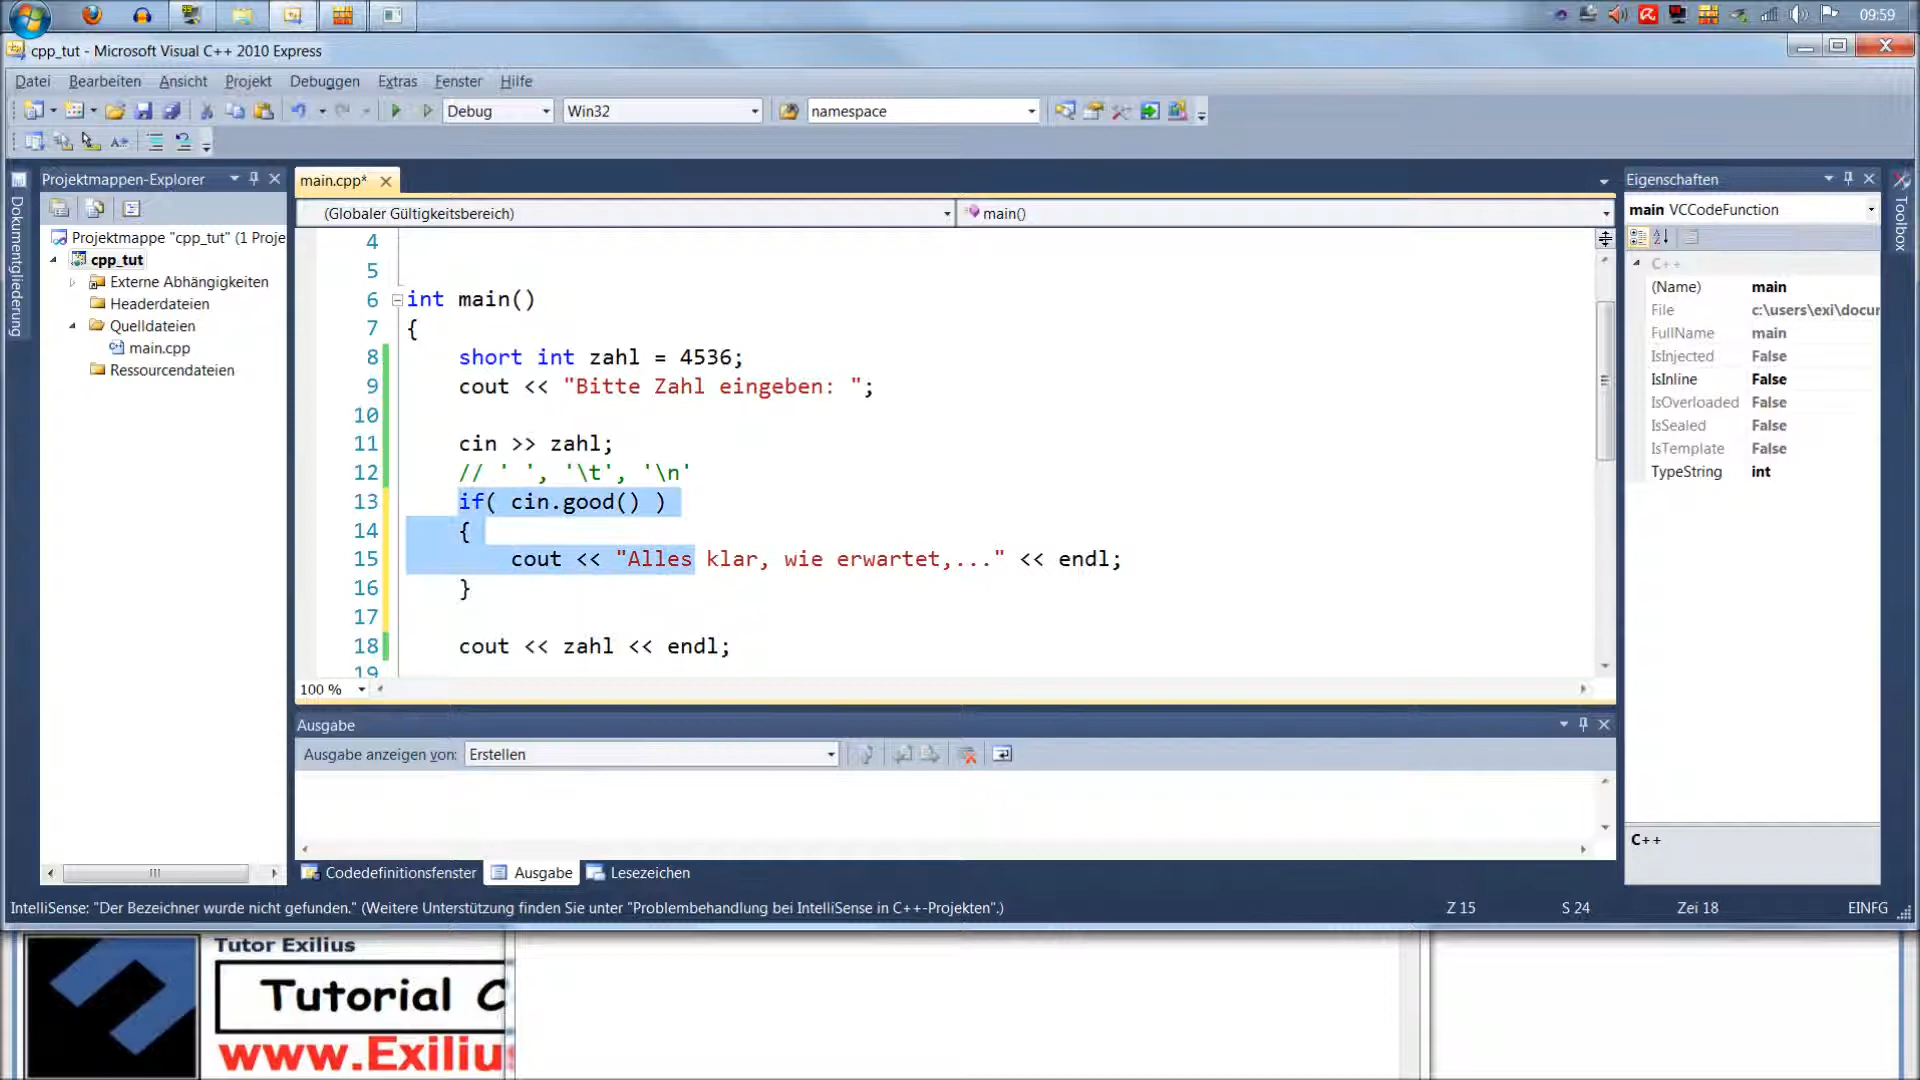 09:59
cpp_tut - Microsoft Visual C++ 2010 Express
Datei Bearbeiten Ansicht Projekt Debuggen Extras Fenster Hilfe
Debug Win32 namespace
Dokumentgliederung
Projektmappen-Explorer
Projektmappe "cpp_tut" (1 Proje
cpp_tut
Externe Abhängigkeiten
Headerdateien
Quelldateien
main.cpp
Ressourcendateien
main.cpp*
(Globaler Gültigkeitsbereich) main()
4
5
6 int main()
7 {
8 short int zahl = 4536;
9 cout << "Bitte Zahl eingeben: ";
10
11 cin >> zahl;
12 // ' ', '\t', '\n'
13 if( cin.good() )
14 {
15 cout << "Alles klar, wie erwartet,..." << endl;
16 }
17
18 cout << zahl << endl;
19
100 %
Ausgabe
Ausgabe anzeigen von: Erstellen
Codedefinitionsfenster Ausgabe Lesezeichen
Eigenschaften
main VCCodeFunction
C++
(Name) main
File c:\users\exi\docur
FullName main
IsInjected False
IsInline False
IsOverloaded False
IsSealed False
IsTemplate False
TypeString int
C++
Toolbox
IntelliSense: "Der Bezeichner wurde nicht gefunden." (Weitere Unterstützung finden Sie unter "Problembehandlung bei IntelliSense in C++-Projekten".) Z 15 S 24 Zei 18 EINFG
Tutor Exilius
Tutorial C
www.Exilius